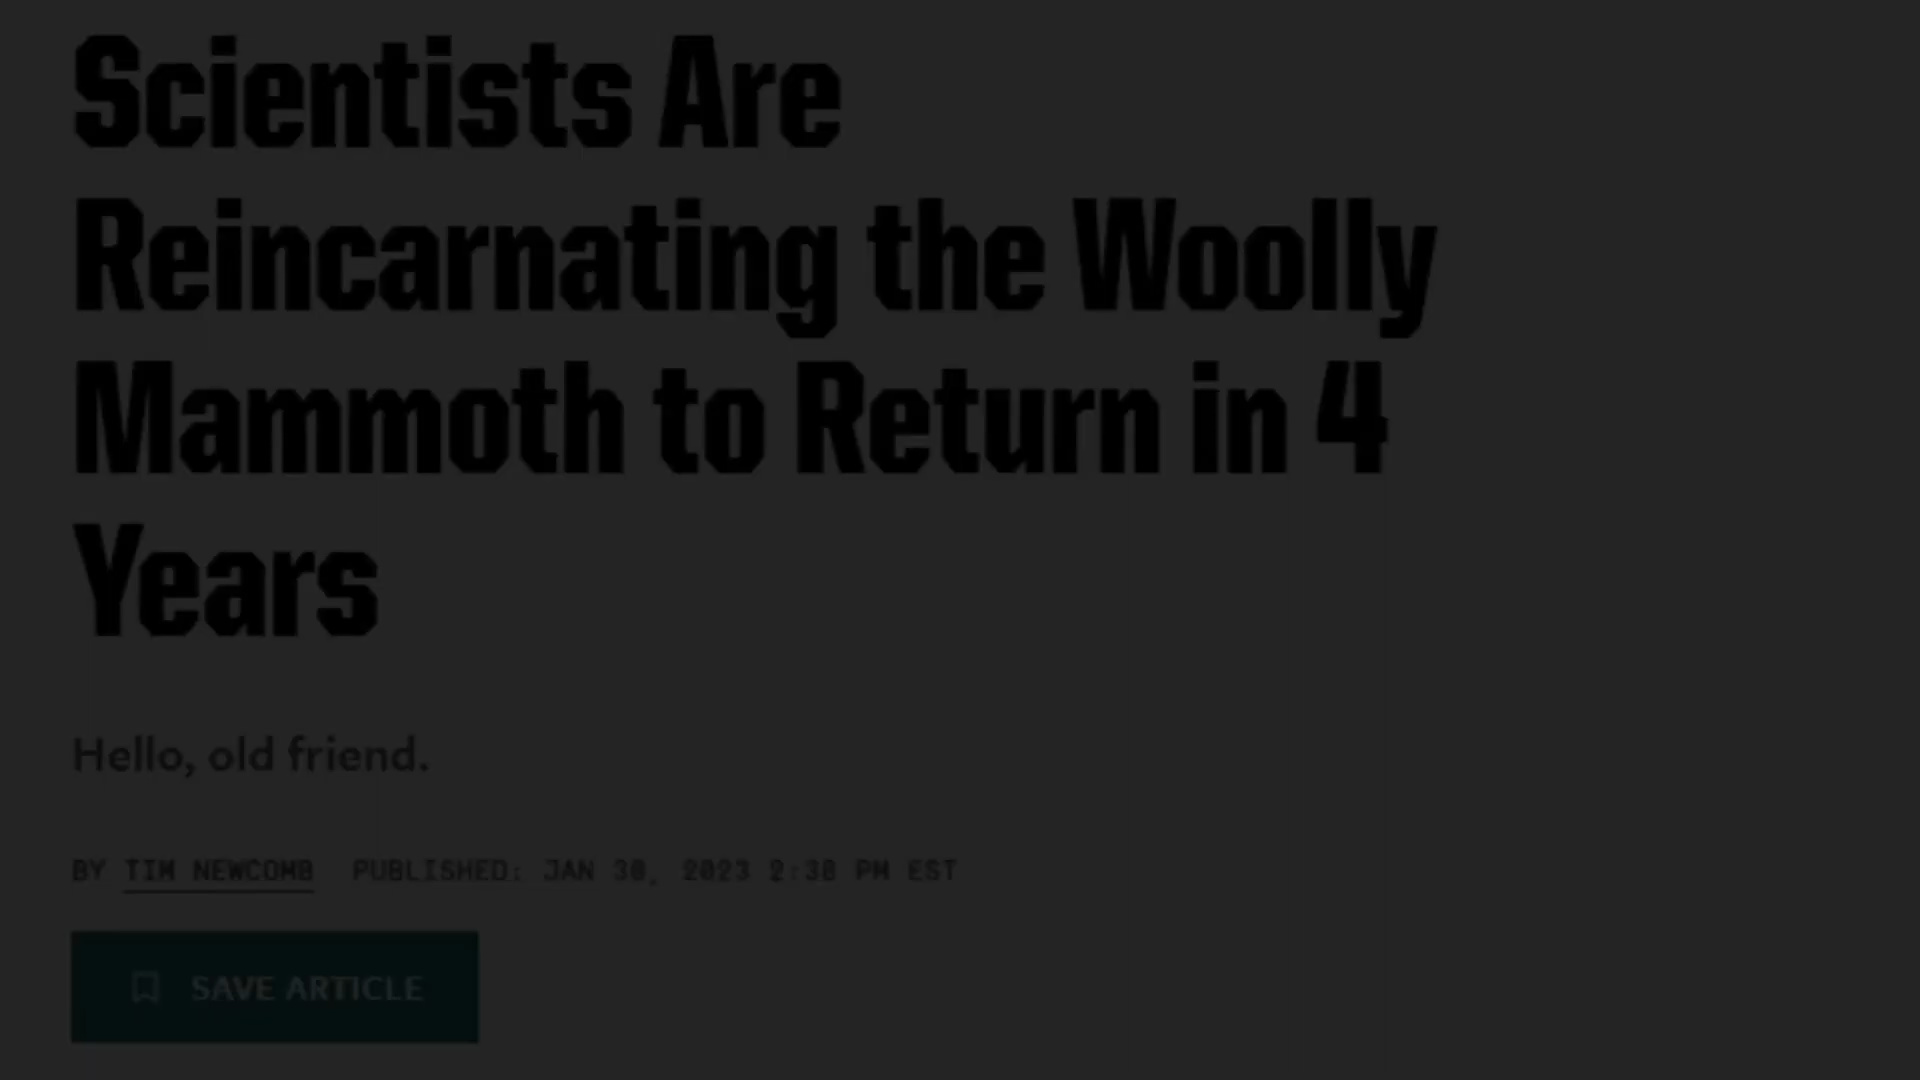 Scientists Are
Reincarnating the Woolly
Mammoth to Return in 4
Years
Hello, old friend.
BY TIM NEWCOMB PUBLISHED: JAN 30, 2023 2:30 PM EST
SAVE ARTICLE